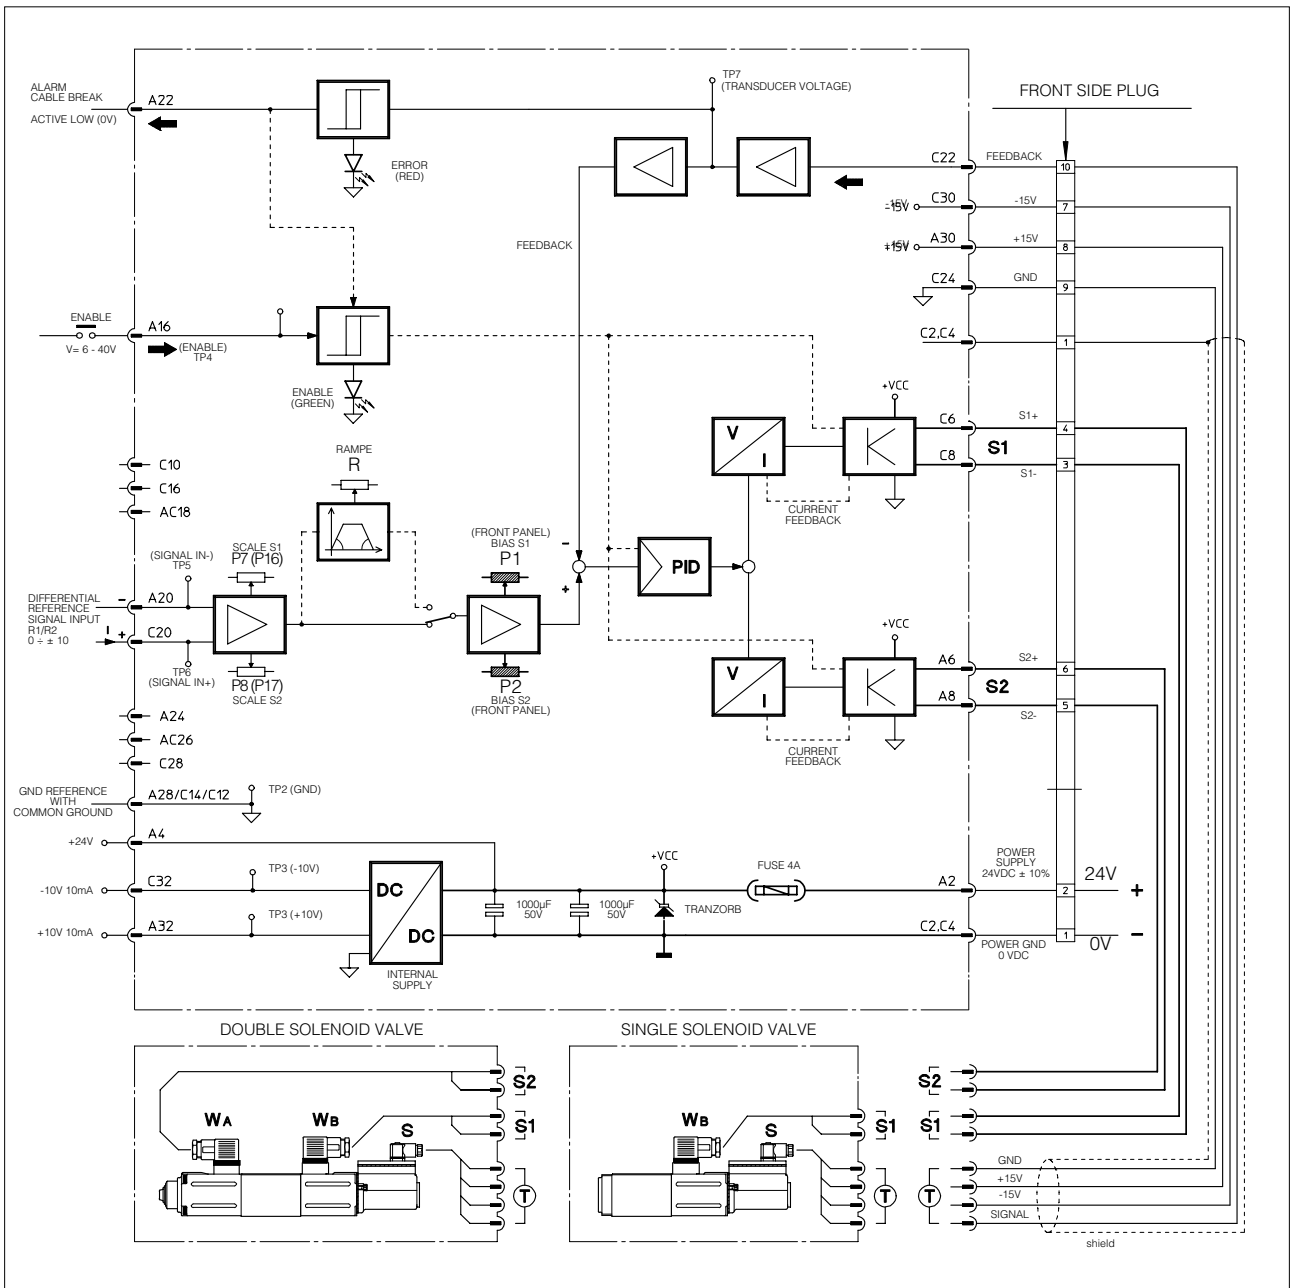 ALARM
CABLE BREAK
ACTIVE LOW (0V)
A22
TP7
(TRANSDUCER VOLTAGE)
FRONT SIDE PLUG
ERROR
(RED)
C22
FEEDBACK
10
-15V
C30
-15V
7
FEEDBACK
+15V
A30
+15V
8
C24
GND
9
ENABLE
V= 6 - 40V
A16
(ENABLE)
TP4
C2,C4
1
ENABLE
(GREEN)
+VCC
C6
S1+
4
V
I
S1
C8
S1-
3
RAMPE
R
C10
C16
AC18
CURRENT
FEEDBACK
(FRONT PANEL)
BIAS S1
P1
(SIGNAL IN-)
TP5
SCALE S1
P7 (P16)
-
PID
+
DIFFERENTIAL
REFERENCE
SIGNAL INPUT
R1/R2
0 ÷ ± 10
-
A20
I
+
C20
TP6
(SIGNAL IN+)
P8 (P17)
SCALE S2
P2
BIAS S2
(FRONT PANEL)
+VCC
A6
S2+
6
V
I
S2
A8
S2-
5
CURRENT
FEEDBACK
A24
AC26
C28
GND REFERENCE
WITH
COMMON GROUND
A28/C14/C12
TP2 (GND)
+24V
A4
-10V 10mA
C32
TP3 (-10V)
DC
DC
INTERNAL
SUPPLY
+10V 10mA
A32
TP3 (+10V)
1000µF
50V
1000µF
50V
+VCC
TRANZORB
FUSE 4A
A2
POWER
SUPPLY
24VDC ± 10%
2
24V
+
C2,C4
POWER GND
0 VDC
1
0V
-
DOUBLE SOLENOID VALVE
SINGLE SOLENOID VALVE
WA
WB
S
S2
S1
T
WB
S
S1
T
S2
S1
T
GND
+15V
-15V
SIGNAL
shield